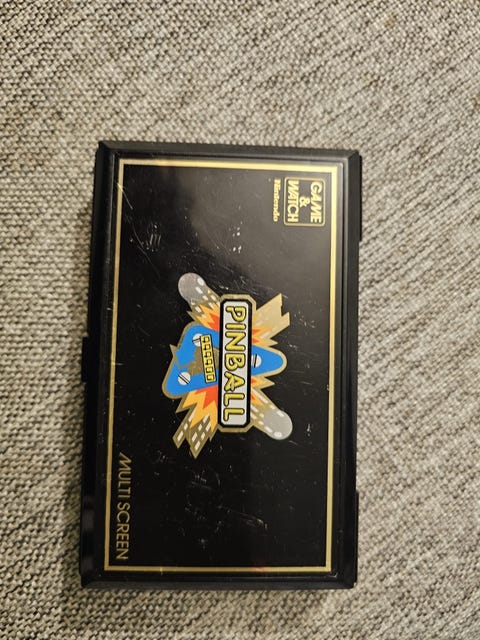 GAME
&
WATCH
Nintendo
PINBALL
MULTI SCREEN